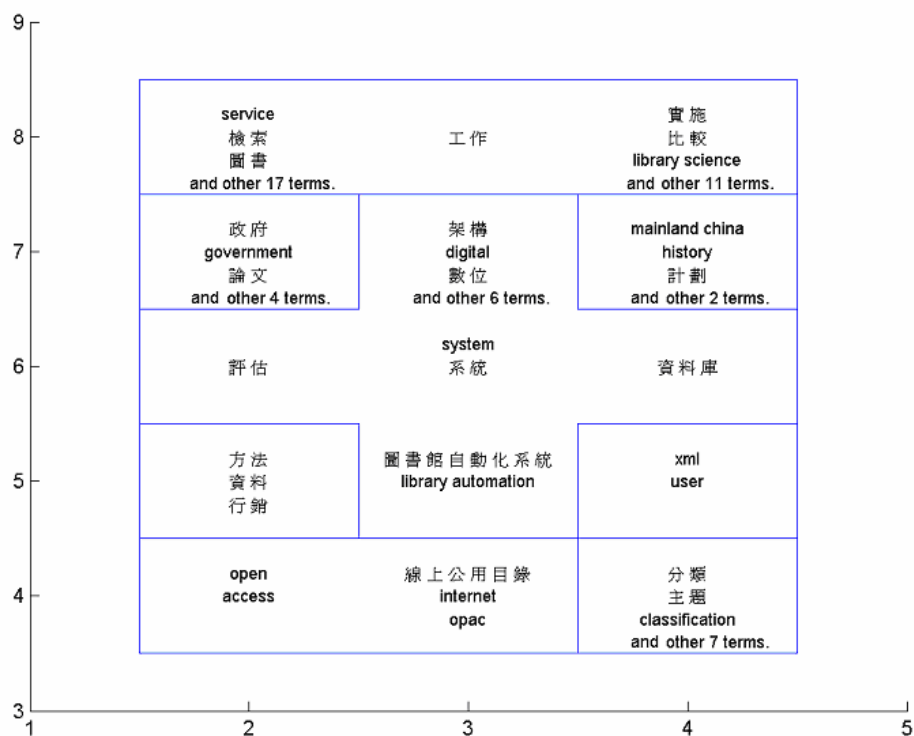 9
8
service
檢索
圖書
and other 17 terms.
工作
實施
比較
library science
and other 11 terms.
7
政府
government
論文
and other 4 terms.
架構
digital
數位
and other 6 terms.
mainland china
history
計劃
and other 2 terms.
6
評估
system
系統
資料庫
5
方法
資料
行銷
圖書館自動化系統
library automation
xml
user
4
open
access
線上公用目錄
internet
opac
分類
主題
classification
and other 7 terms.
3
1
2
3
4
5